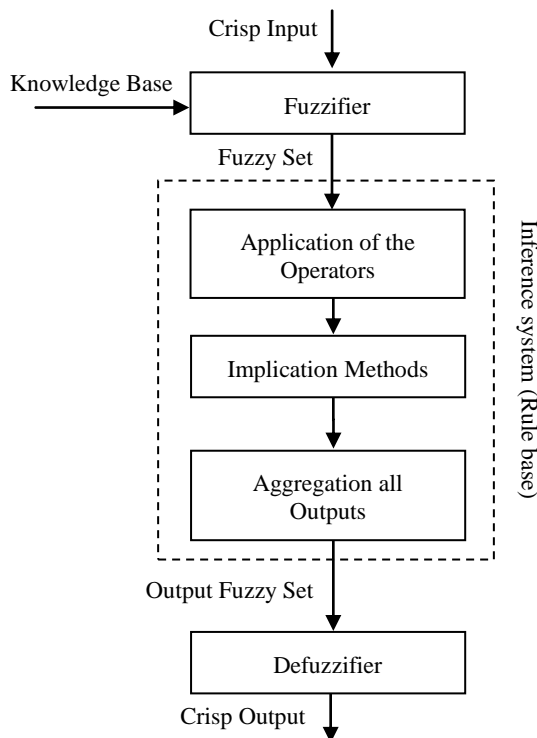 Crisp Input
Knowledge Base
Fuzzifier
Fuzzy Set
Application of the
Operators
Implication Methods
Aggregation all
Outputs
Inference system (Rule base)
Output Fuzzy Set
Defuzzifier
Crisp Output